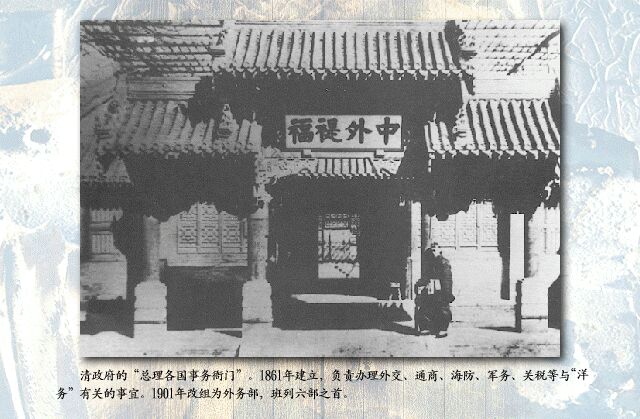 中外禔福
清政府的“总理各国事务衙门”。1861年建立，负责办理外交、通商、海防、军务、关税等与“洋
务”有关的事宜。1901年改组为外务部，班列六部之首。